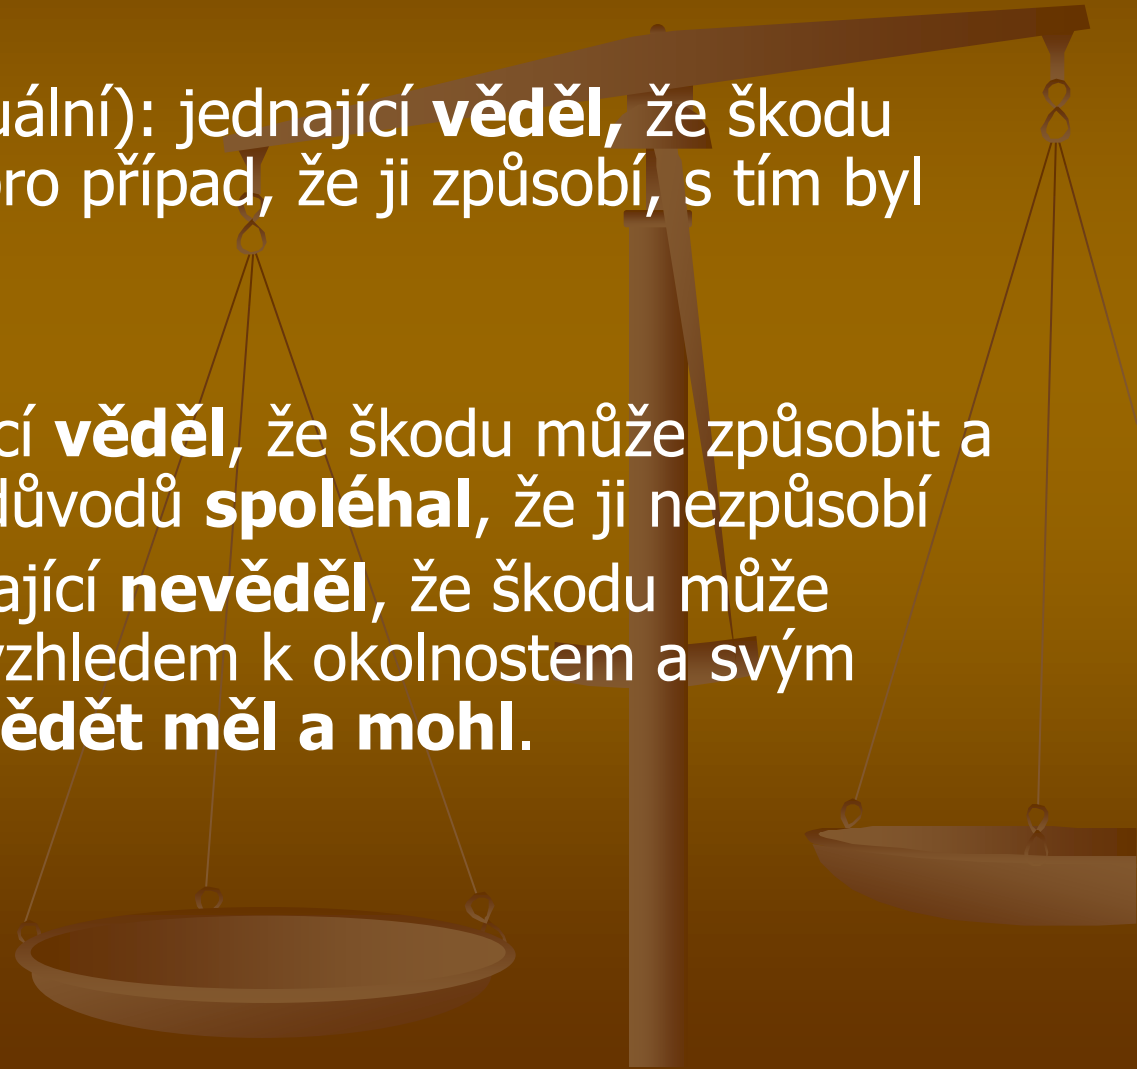 uální): jednající věděl, že škodu
pro případ, že ji způsobí, s tím byl
cí věděl, že škodu může způsobit a
důvodů spoléhal, že ji nezpůsobí
ající nevěděl, že škodu může
vzhledem k okolnostem a svým
ědět měl a mohl.